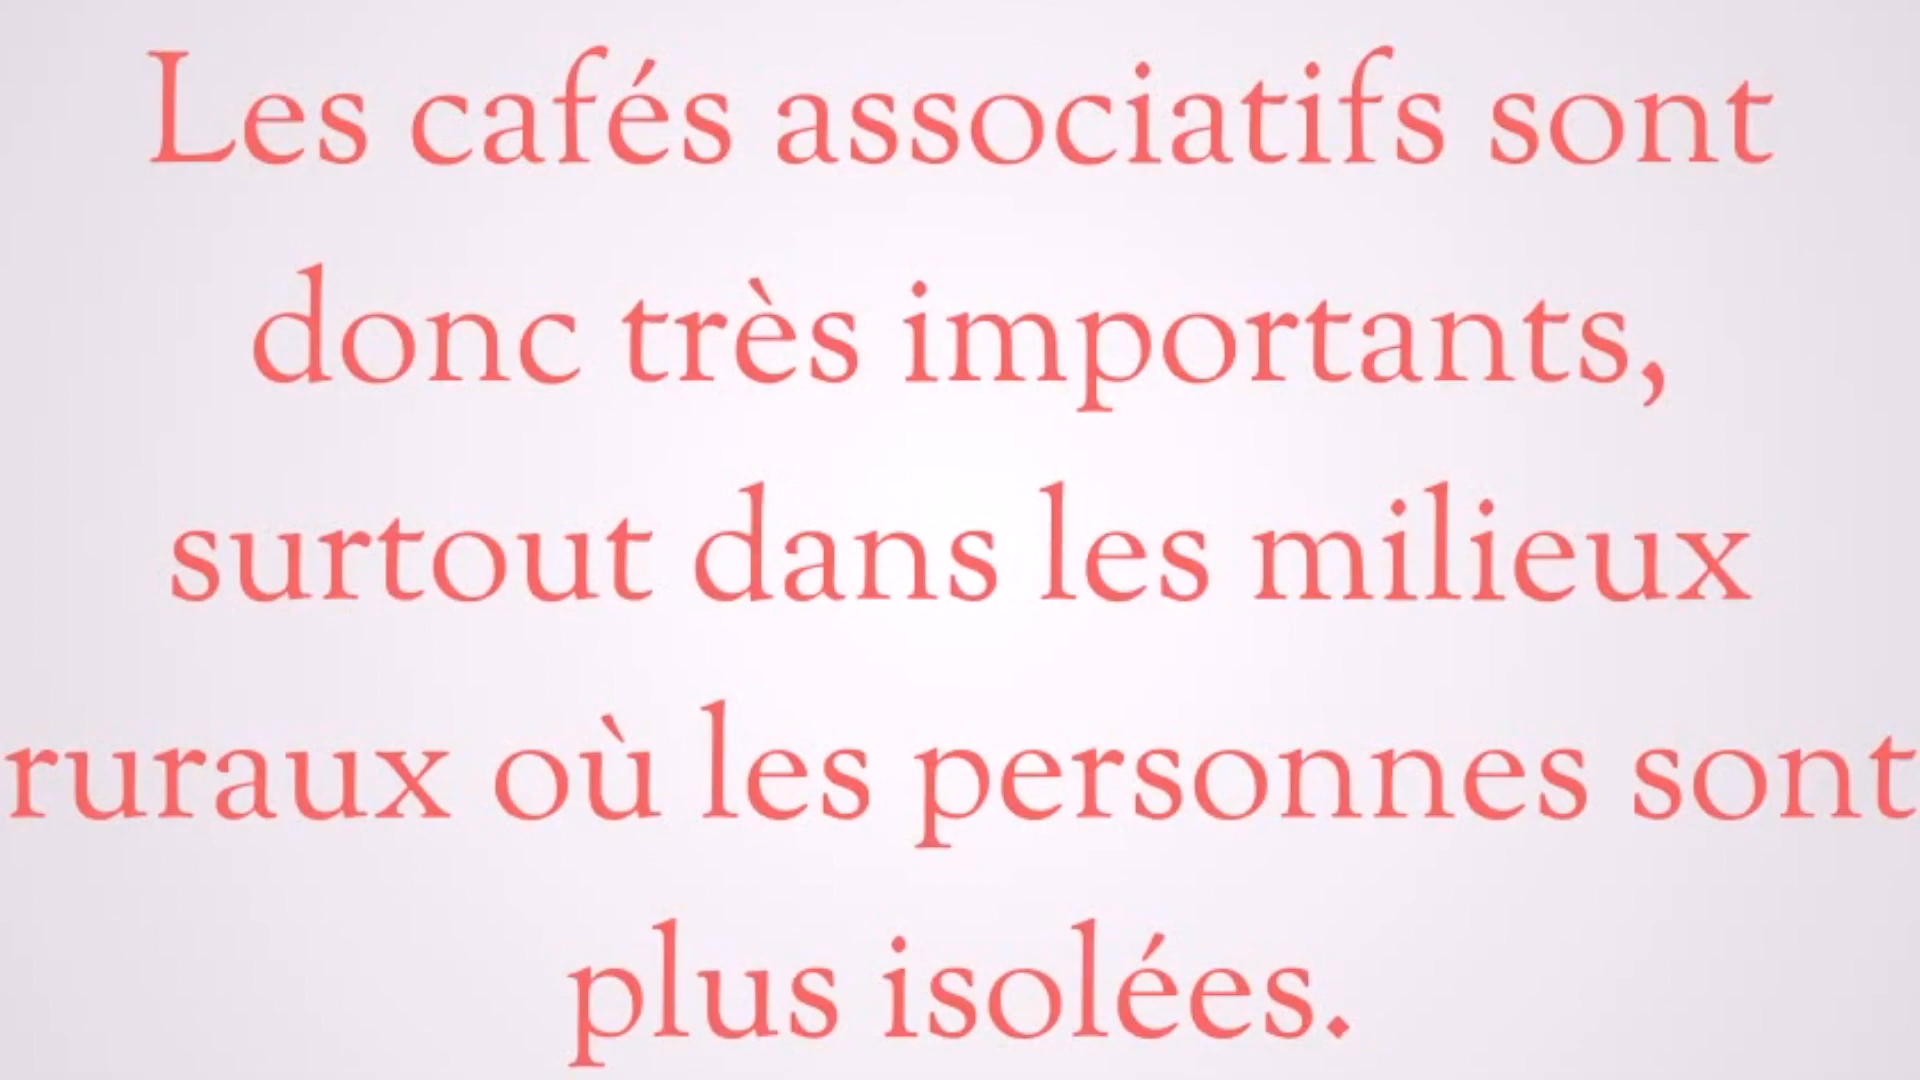 Les cafés associatifs sont
donc très importants,
surtout dans les milieux
ruraux où les personnes sont
plus isolées.